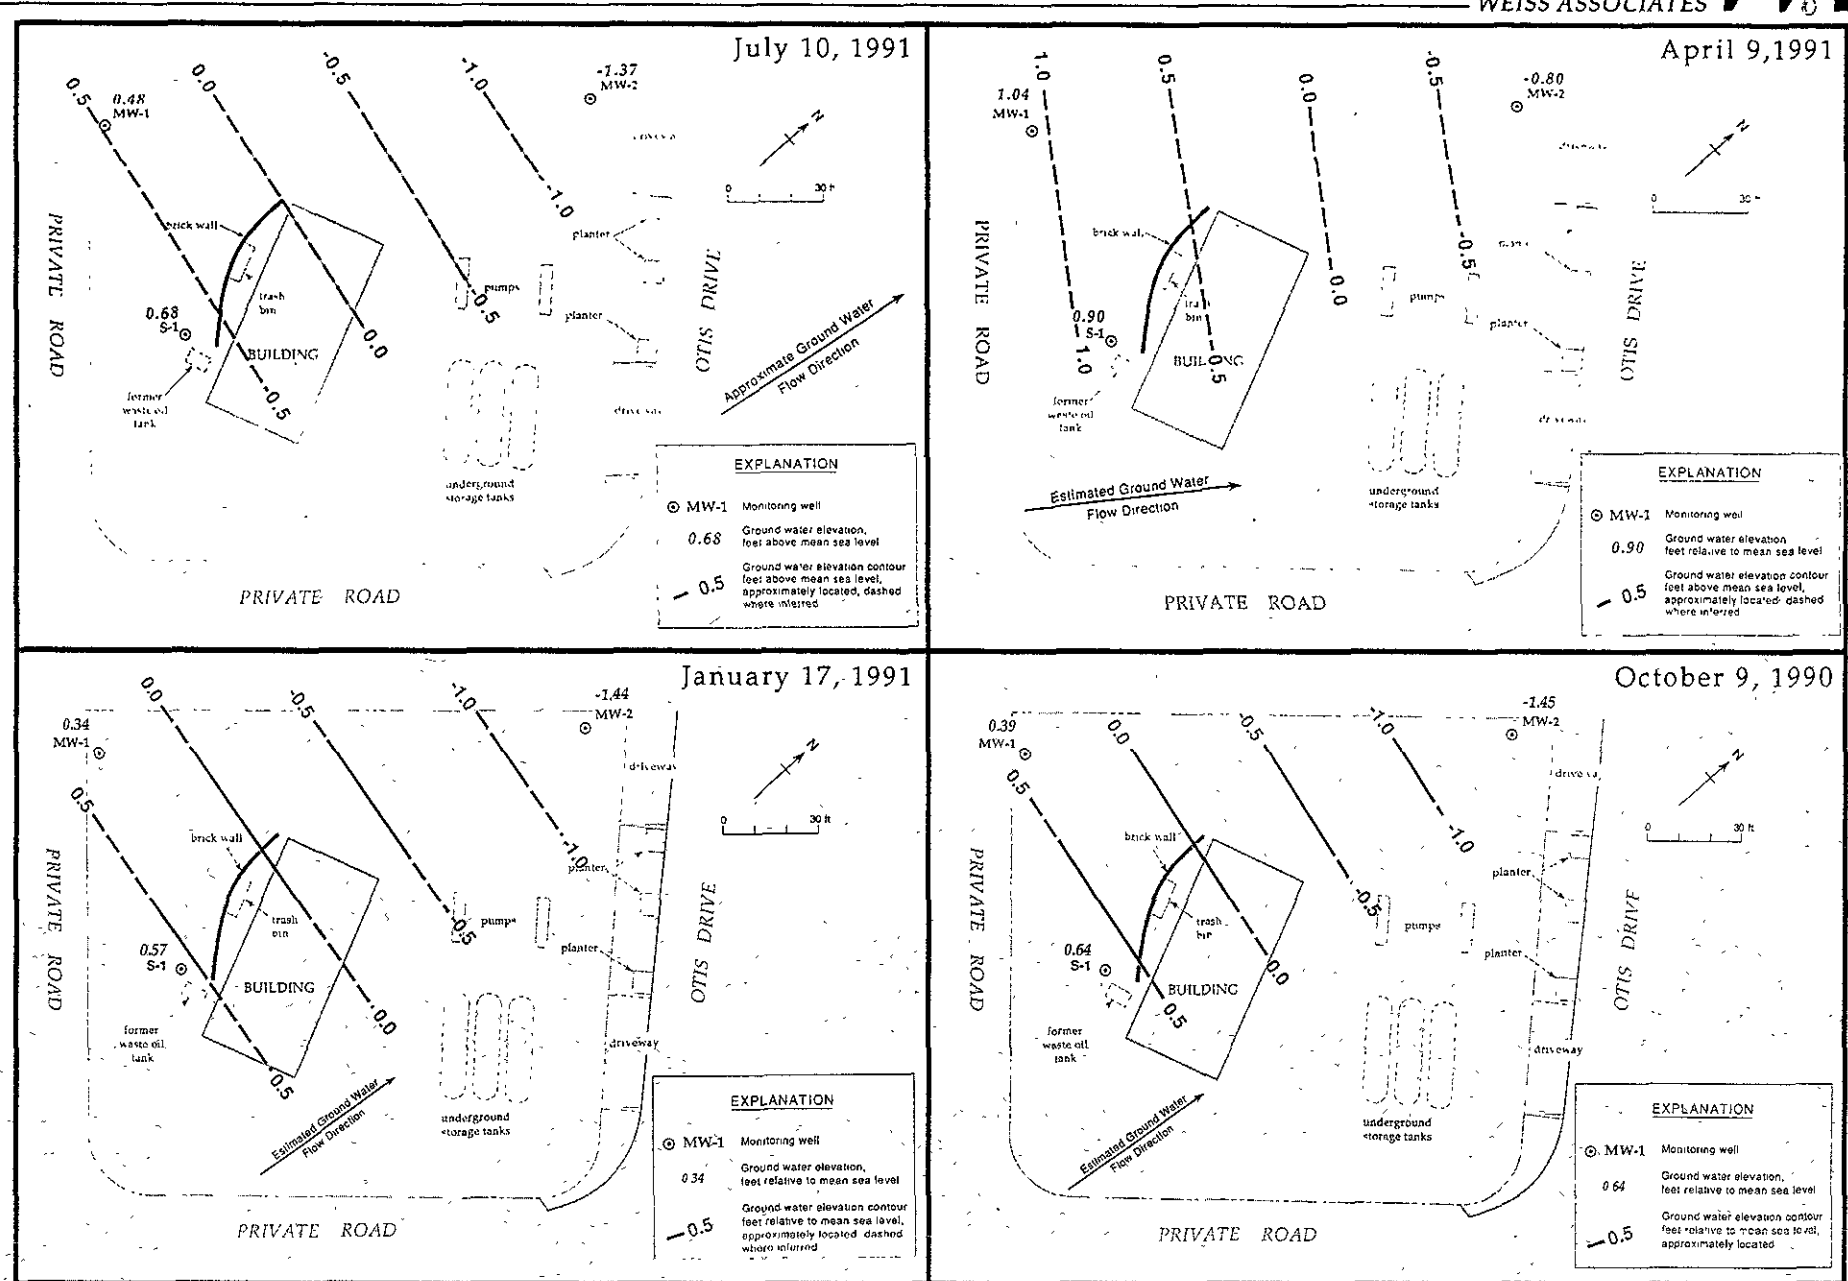 WEISS ASSOCIATES
July 10, 1991
0.5
0.48
MW-1
0.0
-0.5
-1.0
-1.37
MW-2
N
0 30 ft
PRIVATE ROAD
brick wall
trash
bin
0.68
S-1
BUILDING
former
waste oil
tank
0.5
0.0
-0.5
-1.0
pumps
planter
planter
OTIS DRIVE
Approximate Ground Water
Flow Direction
underground
storage tanks
PRIVATE ROAD
EXPLANATION
MW-1 Monitoring well
0.68 Ground water elevation,
feet above mean sea level
0.5 Ground water elevation contour
feet above mean sea level,
approximately located, dashed
where inferred
April 9,1991
1.0
1.04
MW-1
0.5
0.0
-0.5
-0.80
MW-2
driveway
N
0 30
PRIVATE ROAD
brick wall
bin
0.90
S-1
BUILDING
former
waste oil
tank
1.0
0.5
0.0
-0.5
pumps
planter
OTIS DRIVE
driveway
Estimated Ground Water
Flow Direction
underground
storage tanks
PRIVATE ROAD
EXPLANATION
MW-1 Monitoring well
0.90 Ground water elevation
feet relative to mean sea level
0.5 Ground water elevation contour
feet above mean sea level,
approximately located, dashed
where inferred
January 17, 1991
0.34
MW-1
0.0
-0.5
-1.0
-1.44
MW-2
driveway
N
0 30 ft
0.5
PRIVATE ROAD
brick wall
trash
bin
0.57
S-1
BUILDING
former
waste oil
tank
0.5
0.0
-0.5
-1.0
pumps
planter
planter
OTIS DRIVE
driveway
Estimated Ground Water
Flow Direction
underground
storage tanks
PRIVATE ROAD
EXPLANATION
MW-1 Monitoring well
0 34 Ground water elevation,
feet relative to mean sea level
0.5 Ground water elevation contour
feet relative to mean sea level,
approximately located dashed
where inferred
October 9, 1990
0.39
MW-1
0.0
-0.5
-1.0
-1.45
MW-2
N
0 30 ft
0.5
PRIVATE ROAD
brick wall
trash
bin
0.64
S-1
BUILDING
former
waste oil
tank
0.5
0.0
-0.5
-1.0
pumps
planter
planter
OTIS DRIVE
driveway
Estimated Ground Water
Flow Direction
underground
storage tanks
PRIVATE ROAD
EXPLANATION
MW-1 Monitoring well
0 64 Ground water elevation,
feet relative to mean sea level
0.5 Ground water elevation contour
feet relative to mean sea level,
approximately located